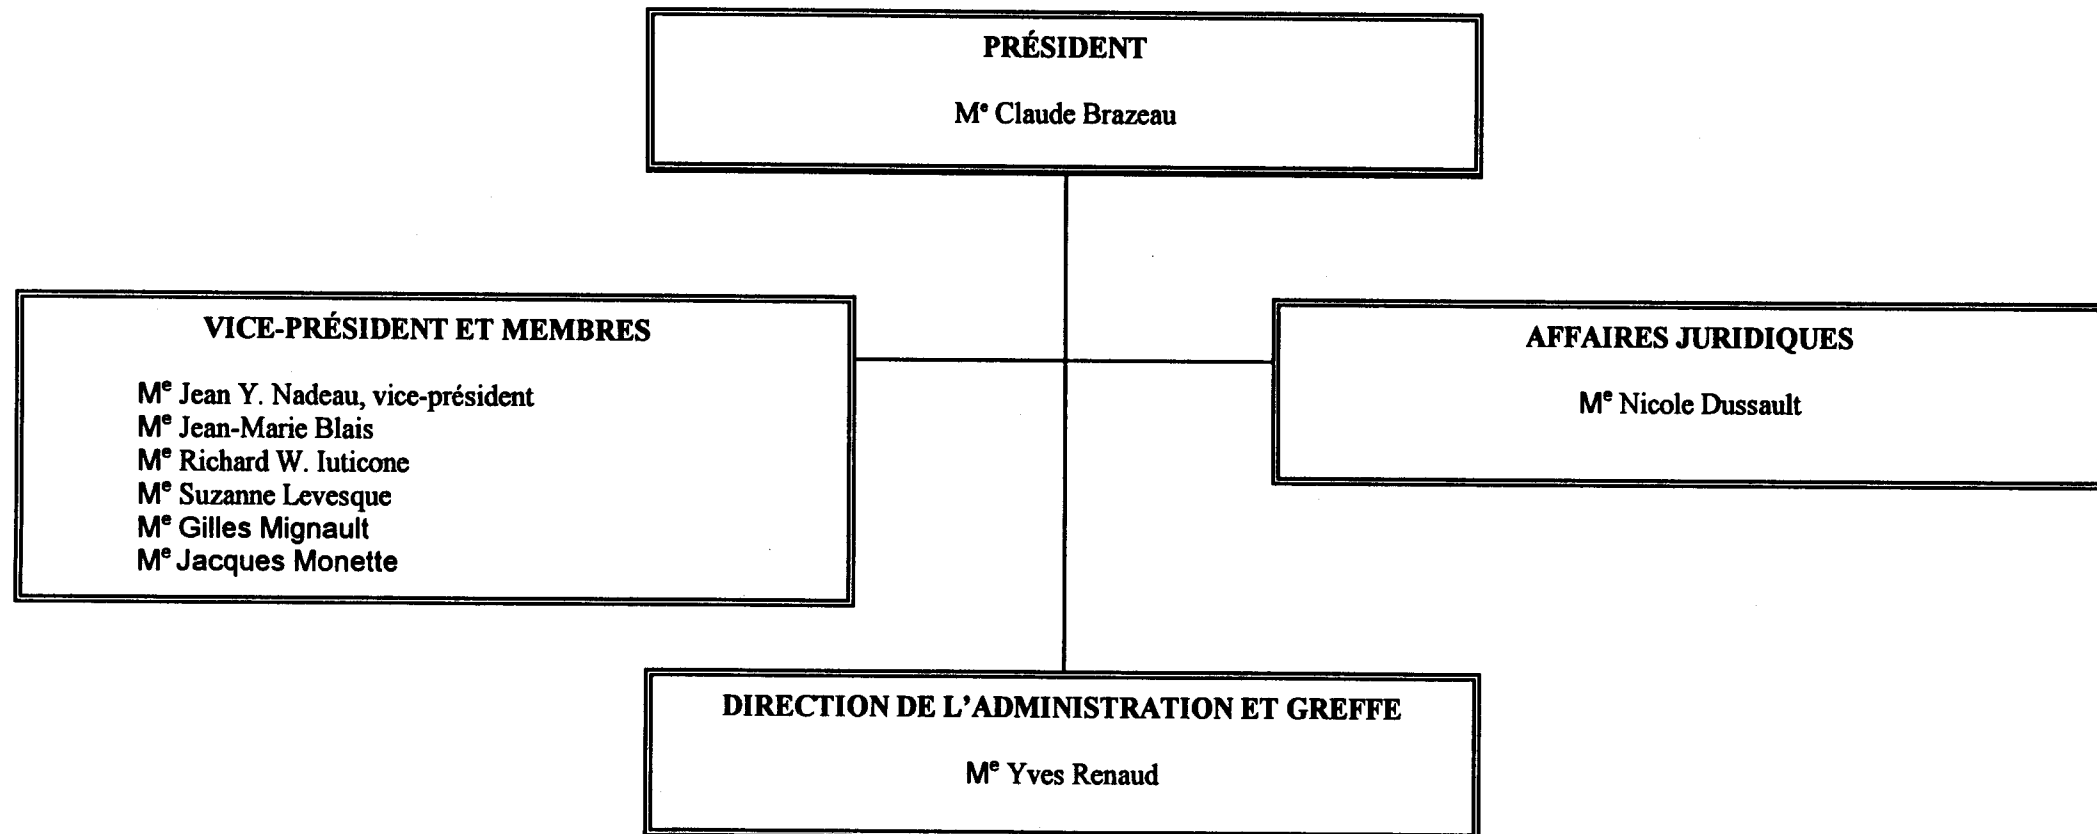 PRÉSIDENT
Mᵉ Claude Brazeau
VICE-PRÉSIDENT ET MEMBRES
Mᵉ Jean Y. Nadeau, vice-président
Mᵉ Jean-Marie Blais
Mᵉ Richard W. Iuticone
Mᵉ Suzanne Levesque
Mᵉ Gilles Mignault
Mᵉ Jacques Monette
AFFAIRES JURIDIQUES
Mᵉ Nicole Dussault
DIRECTION DE L'ADMINISTRATION ET GREFFE
Mᵉ Yves Renaud